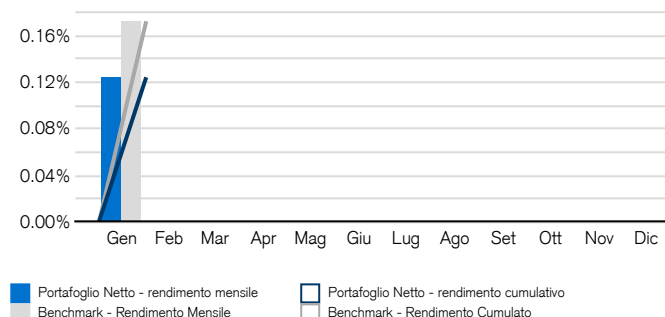 0.16%
0.12%
0.08%
0.04%
0.00%
Gen Feb Mar Apr Mag Giu Lug Ago Set Ott Nov Dic
Portafoglio Netto - rendimento mensile Portafoglio Netto - rendimento cumulativo
Benchmark - Rendimento Mensile Benchmark - Rendimento Cumulato